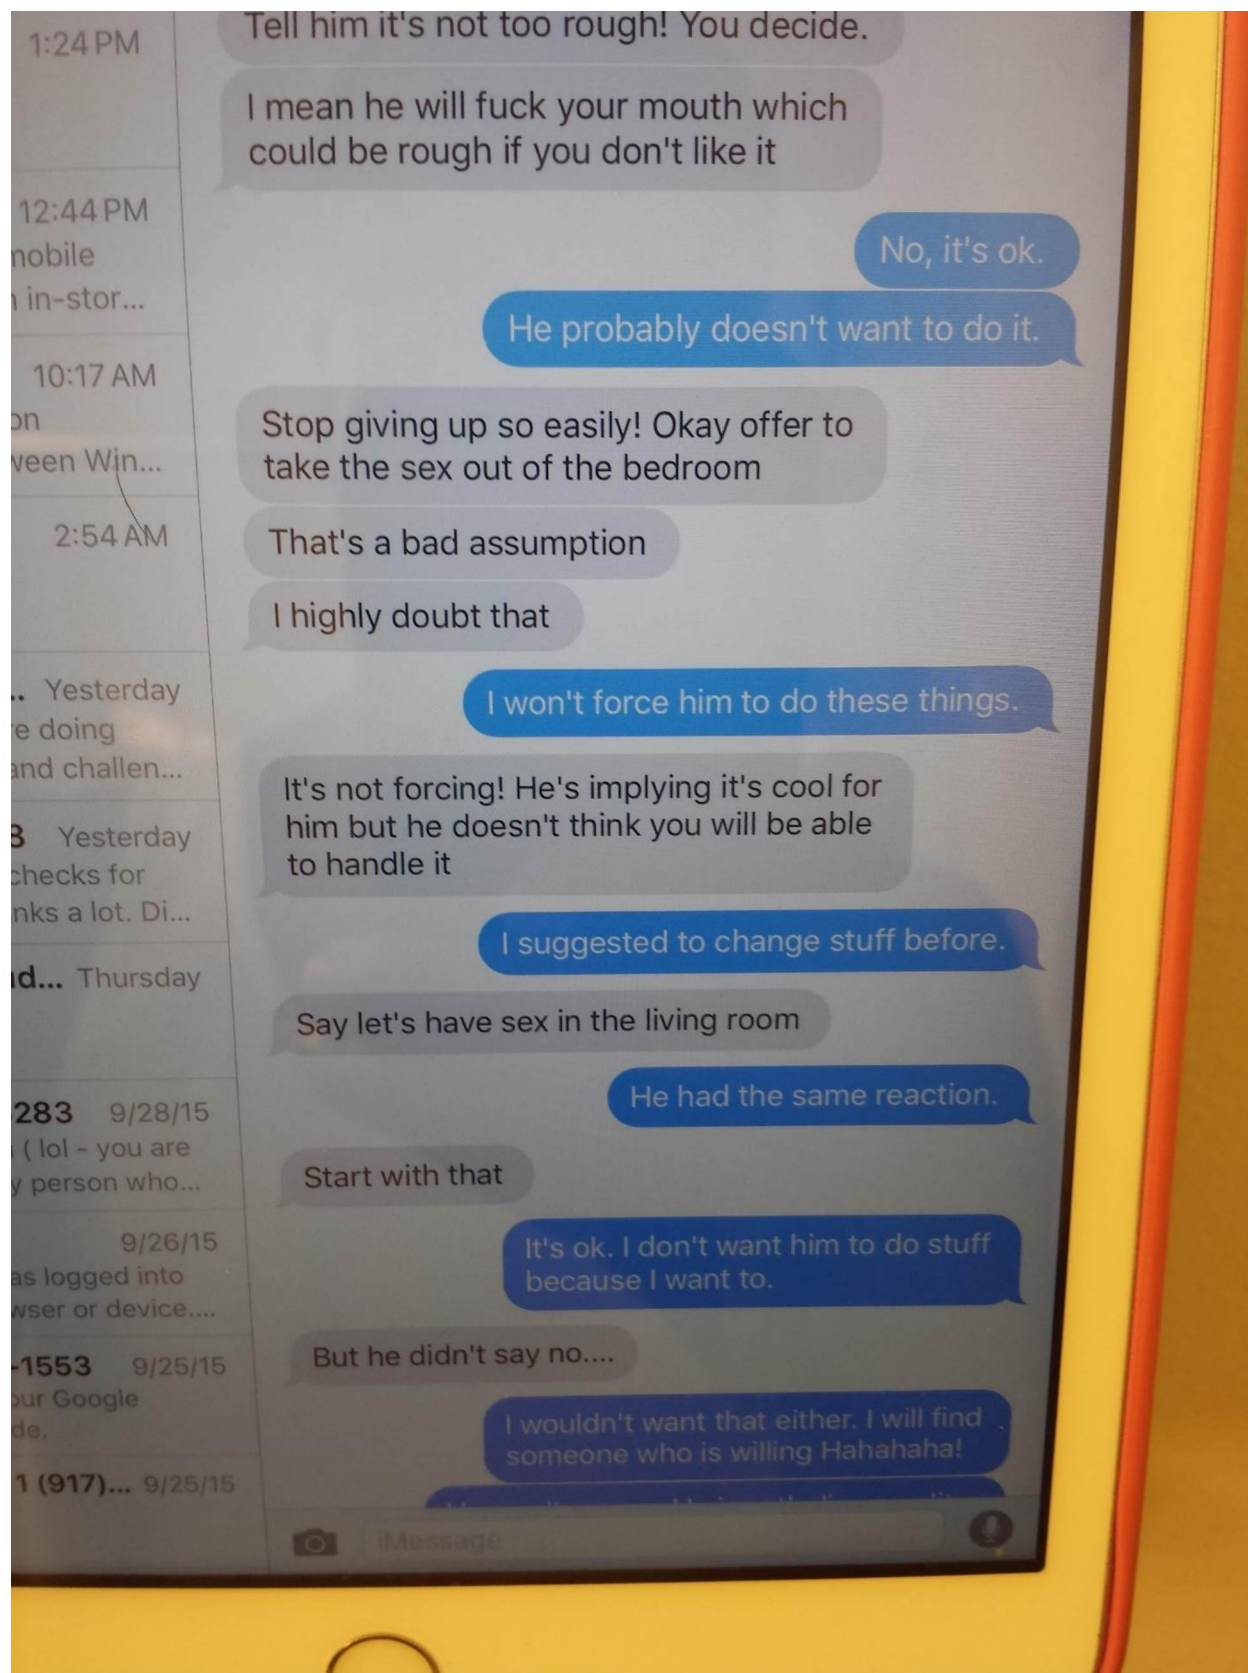 1:24 PM
12:44 PM
mobile
in-stor...
10:17 AM
on
ween Win...
2:54 AM
.. Yesterday
e doing
and challen...
3 Yesterday
checks for
nks a lot. Di...
d... Thursday
283 9/28/15
( lol - you are
y person who...
9/26/15
as logged into
wser or device....
-1553 9/25/15
our Google
de.
1 (917)... 9/25/15
Tell him it's not too rough! You decide.
I mean he will fuck your mouth which
could be rough if you don't like it
No, it's ok.
He probably doesn't want to do it.
Stop giving up so easily! Okay offer to
take the sex out of the bedroom
That's a bad assumption
I highly doubt that
I won't force him to do these things.
It's not forcing! He's implying it's cool for
him but he doesn't think you will be able
to handle it
I suggested to change stuff before.
Say let's have sex in the living room
He had the same reaction.
Start with that
It's ok. I don't want him to do stuff
because I want to.
But he didn't say no....
I wouldn't want that either. I will find
someone who is willing Hahahaha!
iMessage